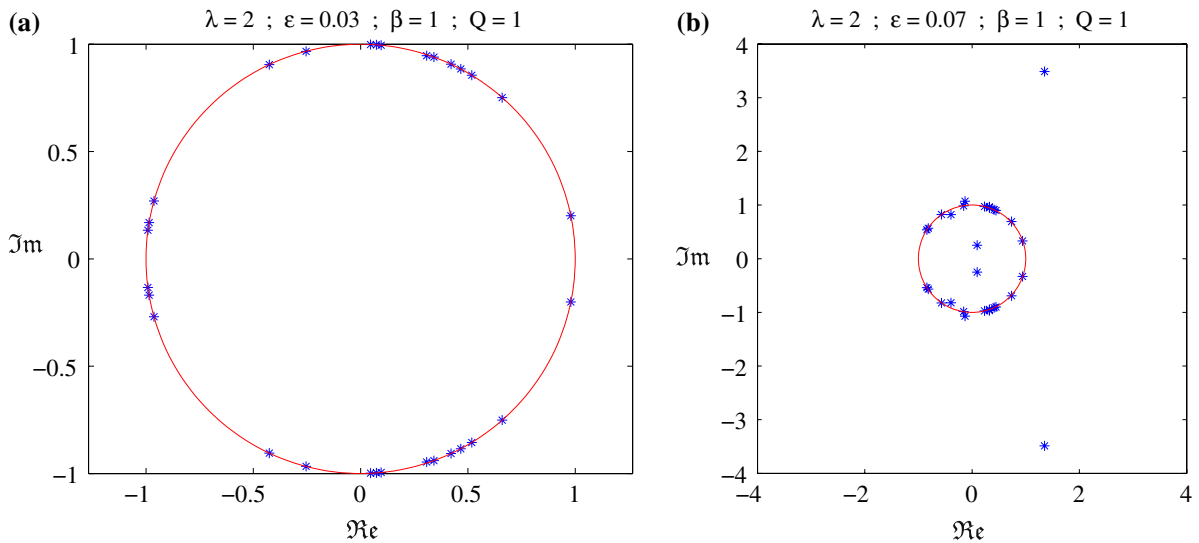 (a) λ = 2 ; ε = 0.03 ; β = 1 ; Q = 1
1
0.5
0
−0.5
−1
ℑm
−1 −0.5 0 0.5 1
ℜe
(b) λ = 2 ; ε = 0.07 ; β = 1 ; Q = 1
4
3
2
1
0
−1
−2
−3
−4
ℑm
−4 −2 0 2 4
ℜe